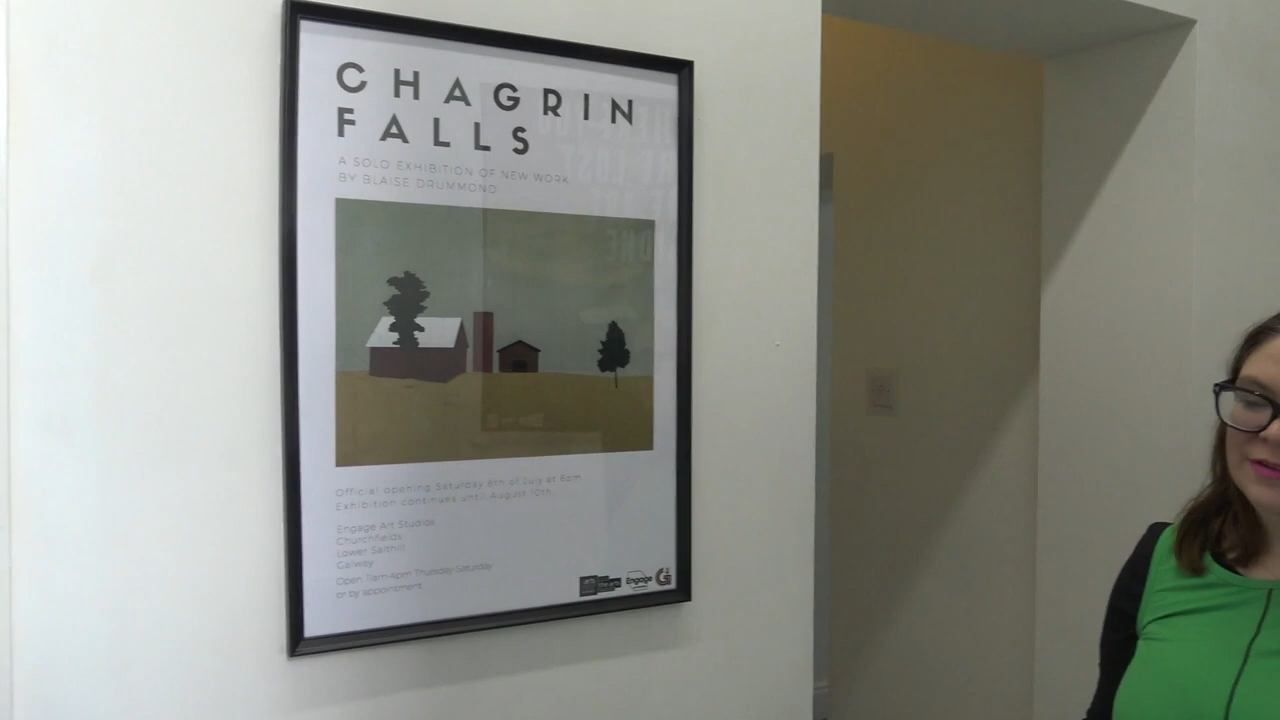 CHAGRIN
FALLS
A SOLO EXHIBITION OF NEW WORK
BY BLAISE DRUMMOND
Official opening Saturday 6th of July at 6pm
Exhibition continues until August 10th.
Engage Art Studios
Churchfields
Lower Salthill
Galway
Open 11am-4pm Thursday-Saturday
or by appointment
Engage